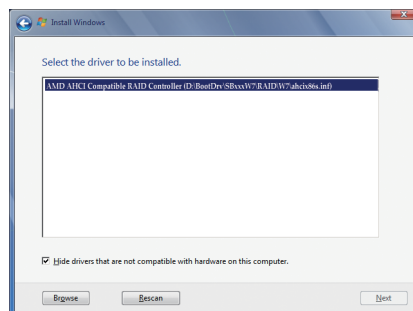 Install Windows
Select the driver to be installed.
AMD AHCI Compatible RAID Controller (D:\BootDrv\SBxxxW7\RAID\W7\ahcix86s.inf)
Hide drivers that are not compatible with hardware on this computer.
Browse Rescan Next